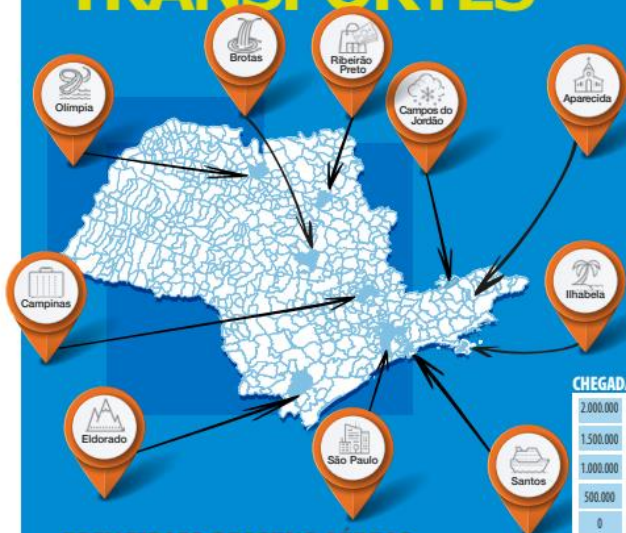 TRANSPORTES
Brotas
Ribeirão
Preto
Olímpia
Campos do
Jordão
Aparecida
Campinas
Ilhabela
Eldorado
São Paulo
Santos
2.000.000
1.500.000
1.000.000
500.000
0